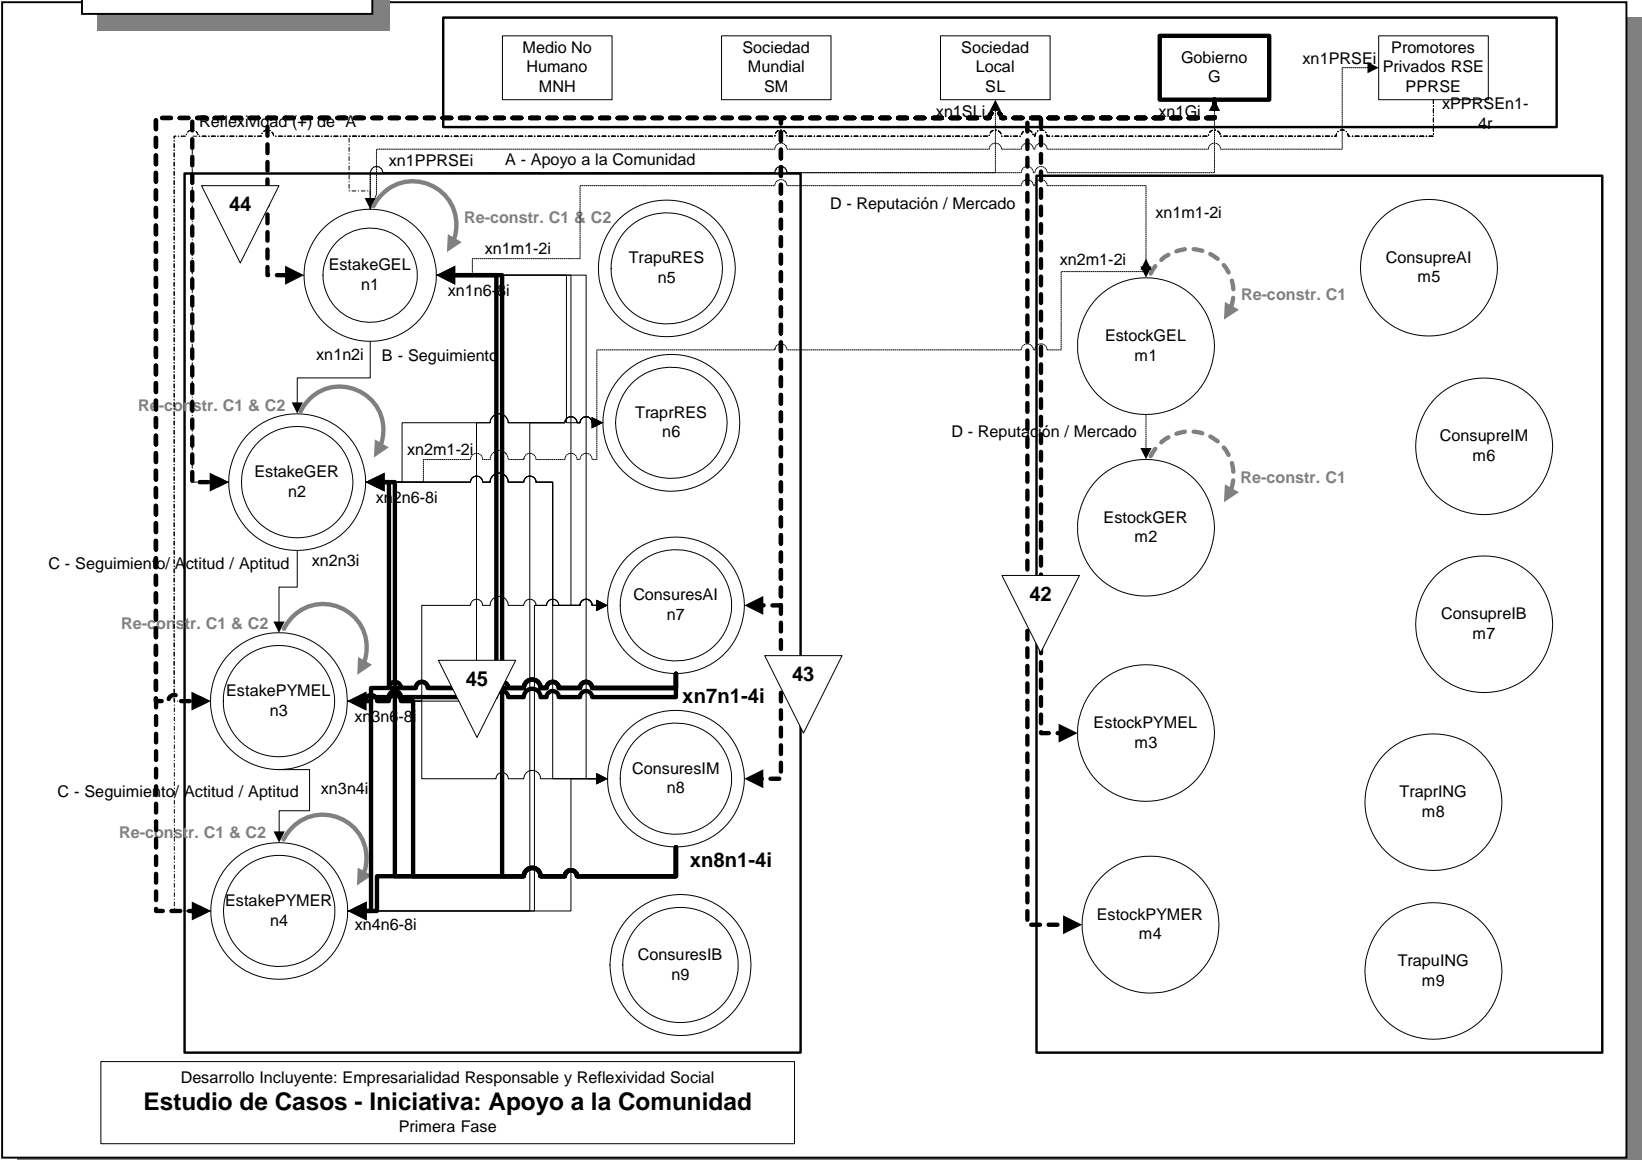 Medio No
Humano
MNH
Sociedad
Mundial
SM
Sociedad
Local
SL
Gobierno
G
Promotores
Privados RSE
PPRSE
xn1PRSEi
xPPRSEn1-
4r
xn1SLi
xn1Gi
Reflexividad (+) de "A"
xn1PPRSEi
A - Apoyo a la Comunidad
D - Reputación / Mercado
44
Re-constr. C1 & C2
xn1m1-2i
EstakeGEL
n1
xn1n6-8i
TrapuRES
n5
xn1m1-2i
xn2m1-2i
Re-constr. C1
EstockGEL
m1
ConsupreAI
m5
xn1n2i
B - Seguimiento
Re-constr. C1 & C2
xn2m1-2i
TraprRES
n6
D - Reputación / Mercado
ConsupreIM
m6
EstakeGER
n2
xn2n6-8i
Re-constr. C1
EstockGER
m2
C - Seguimiento/ Actitud / Aptitud
xn2n3i
ConsuresAI
n7
42
ConsupreIB
m7
Re-constr. C1 & C2
EstakePYMEL
n3
xn3n6-8i
45
43
xn7n1-4i
EstockPYMEL
m3
ConsuresIM
n8
C - Seguimiento/ Actitud / Aptitud
xn3n4i
TraprING
m8
Re-constr. C1 & C2
xn8n1-4i
EstakePYMER
n4
xn4n6-8i
EstockPYMER
m4
ConsuresIB
n9
TrapuING
m9
Desarrollo Incluyente: Empresarialidad Responsable y Reflexividad Social
Estudio de Casos - Iniciativa: Apoyo a la Comunidad
Primera Fase